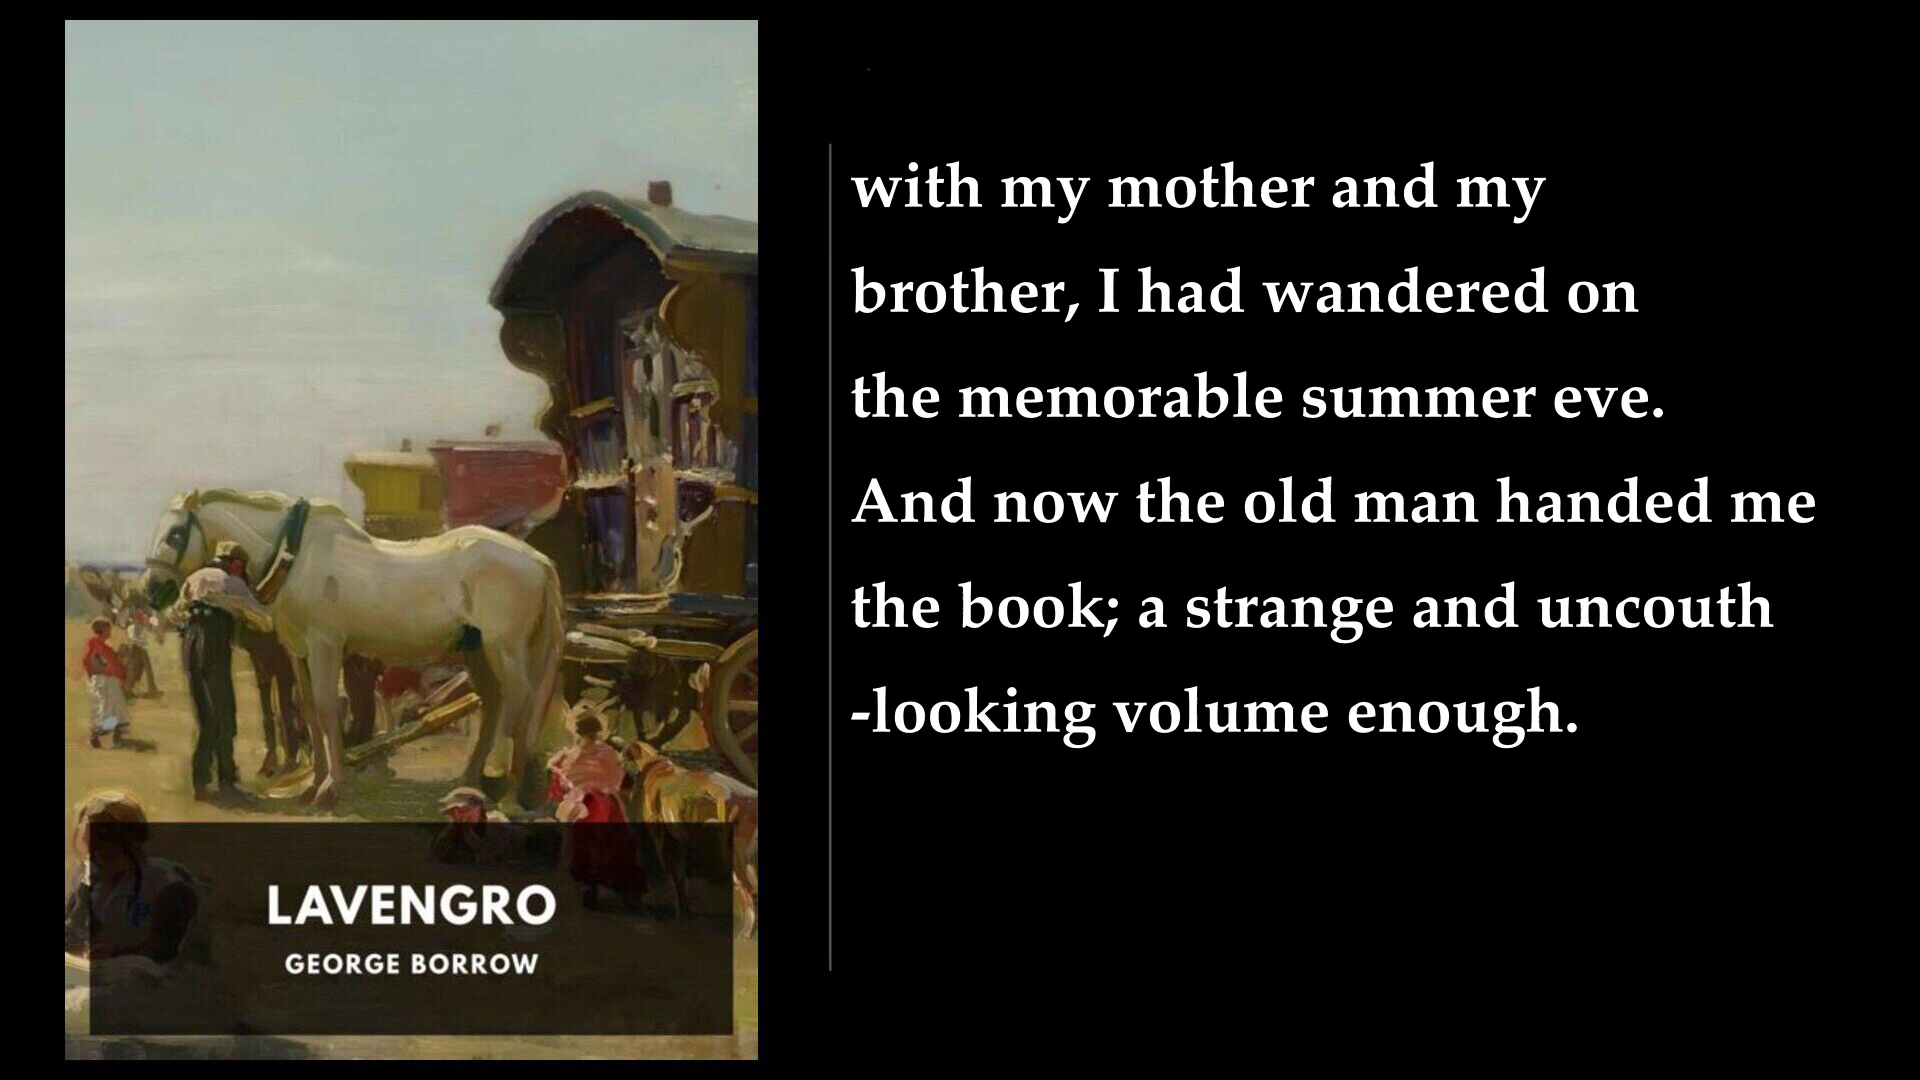 with my mother and my
brother, I had wandered on
the memorable summer eve.
And now the old man handed me
the book; a strange and uncouth
-looking volume enough.
LAVENGRO
GEORGE BORROW